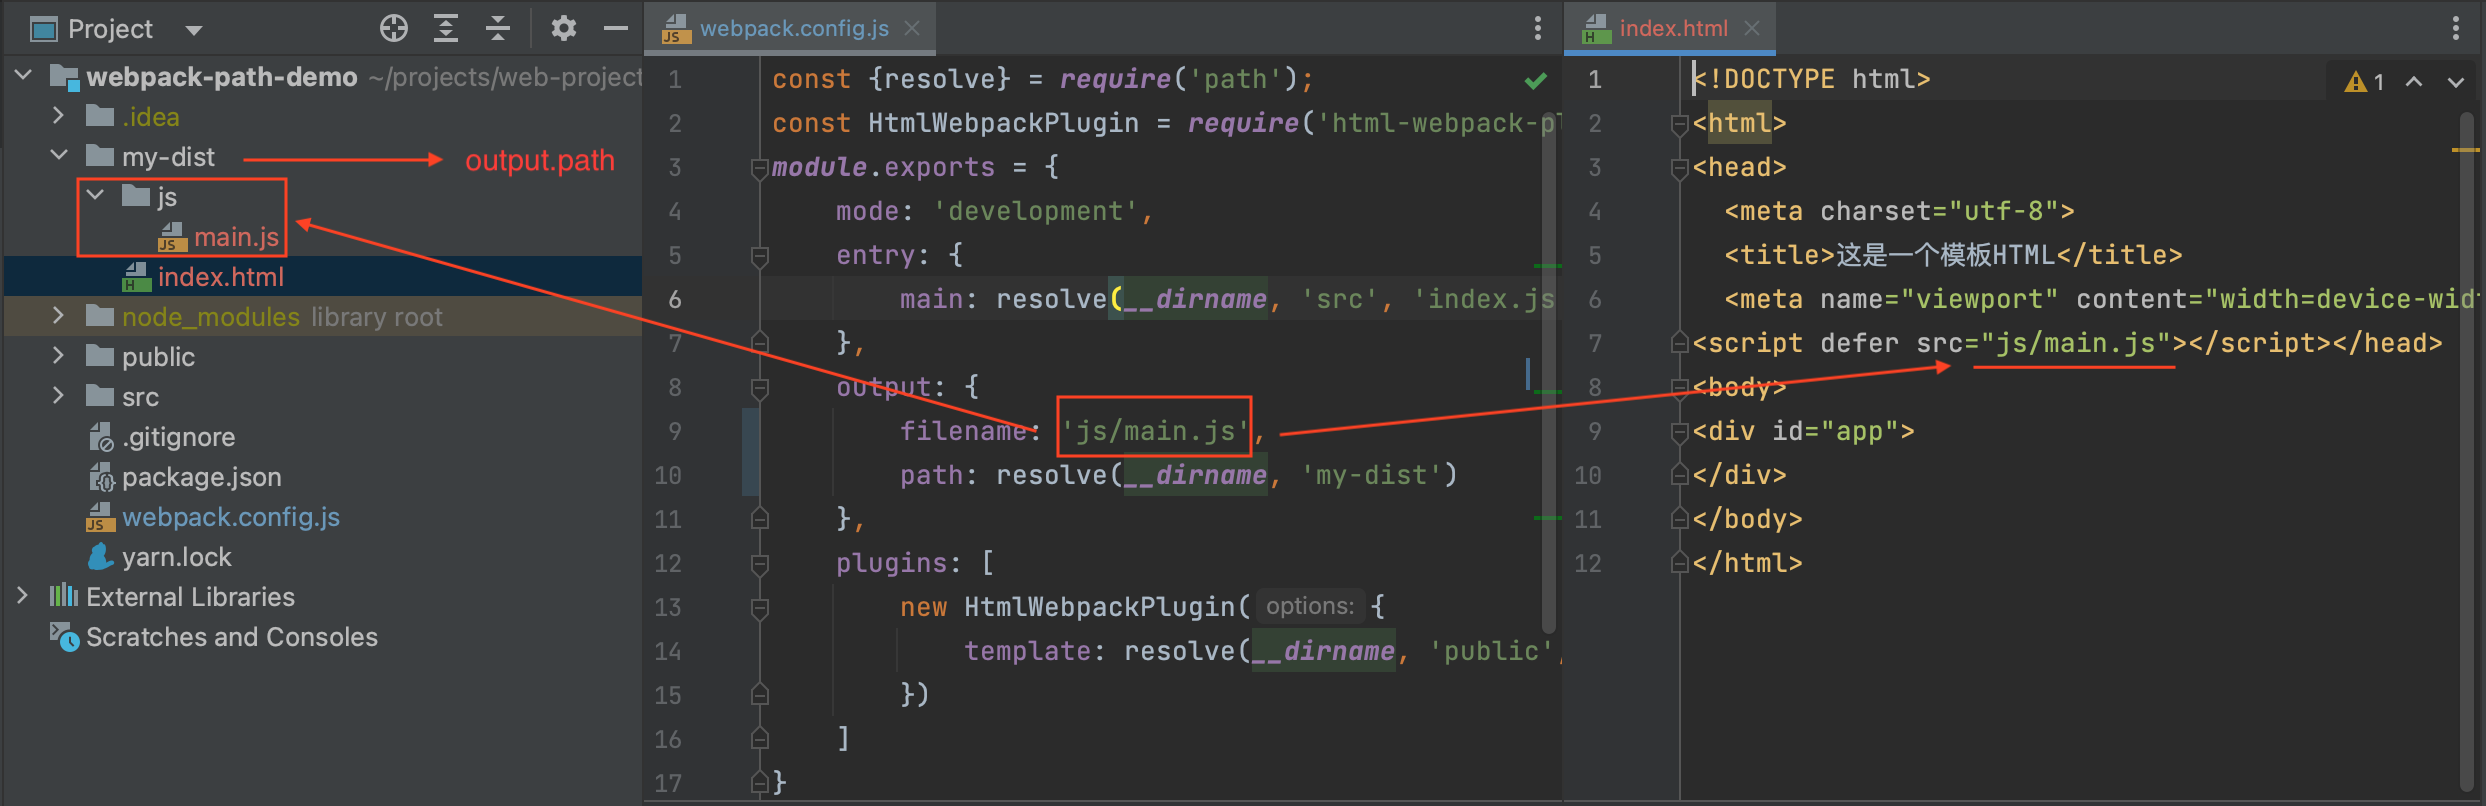 Project
webpack-path-demo ~/projects/web-project
.idea
my-dist
output.path
js
main.js
index.html
node_modules library root
public
src
.gitignore
package.json
webpack.config.js
yarn.lock
External Libraries
Scratches and Consoles
webpack.config.js
1 const {resolve} = require('path');
2 const HtmlWebpackPlugin = require('html-webpack-pl
3 module.exports = {
4 mode: 'development',
5 entry: {
6 main: resolve(__dirname, 'src', 'index.js
7 },
8 output: {
9 filename: 'js/main.js',
10 path: resolve(__dirname, 'my-dist')
11 },
12 plugins: [
13 new HtmlWebpackPlugin( options: {
14 template: resolve(__dirname, 'public',
15 })
16 ]
17 }
index.html
1
1 <!DOCTYPE html>
2 <html>
3 <head>
4 <meta charset="utf-8">
5 <title>这是一个模板HTML</title>
6 <meta name="viewport" content="width=device-widt
7 <script defer src="js/main.js"></script></head>
8 <body>
9 <div id="app">
10 </div>
11 </body>
12 </html>